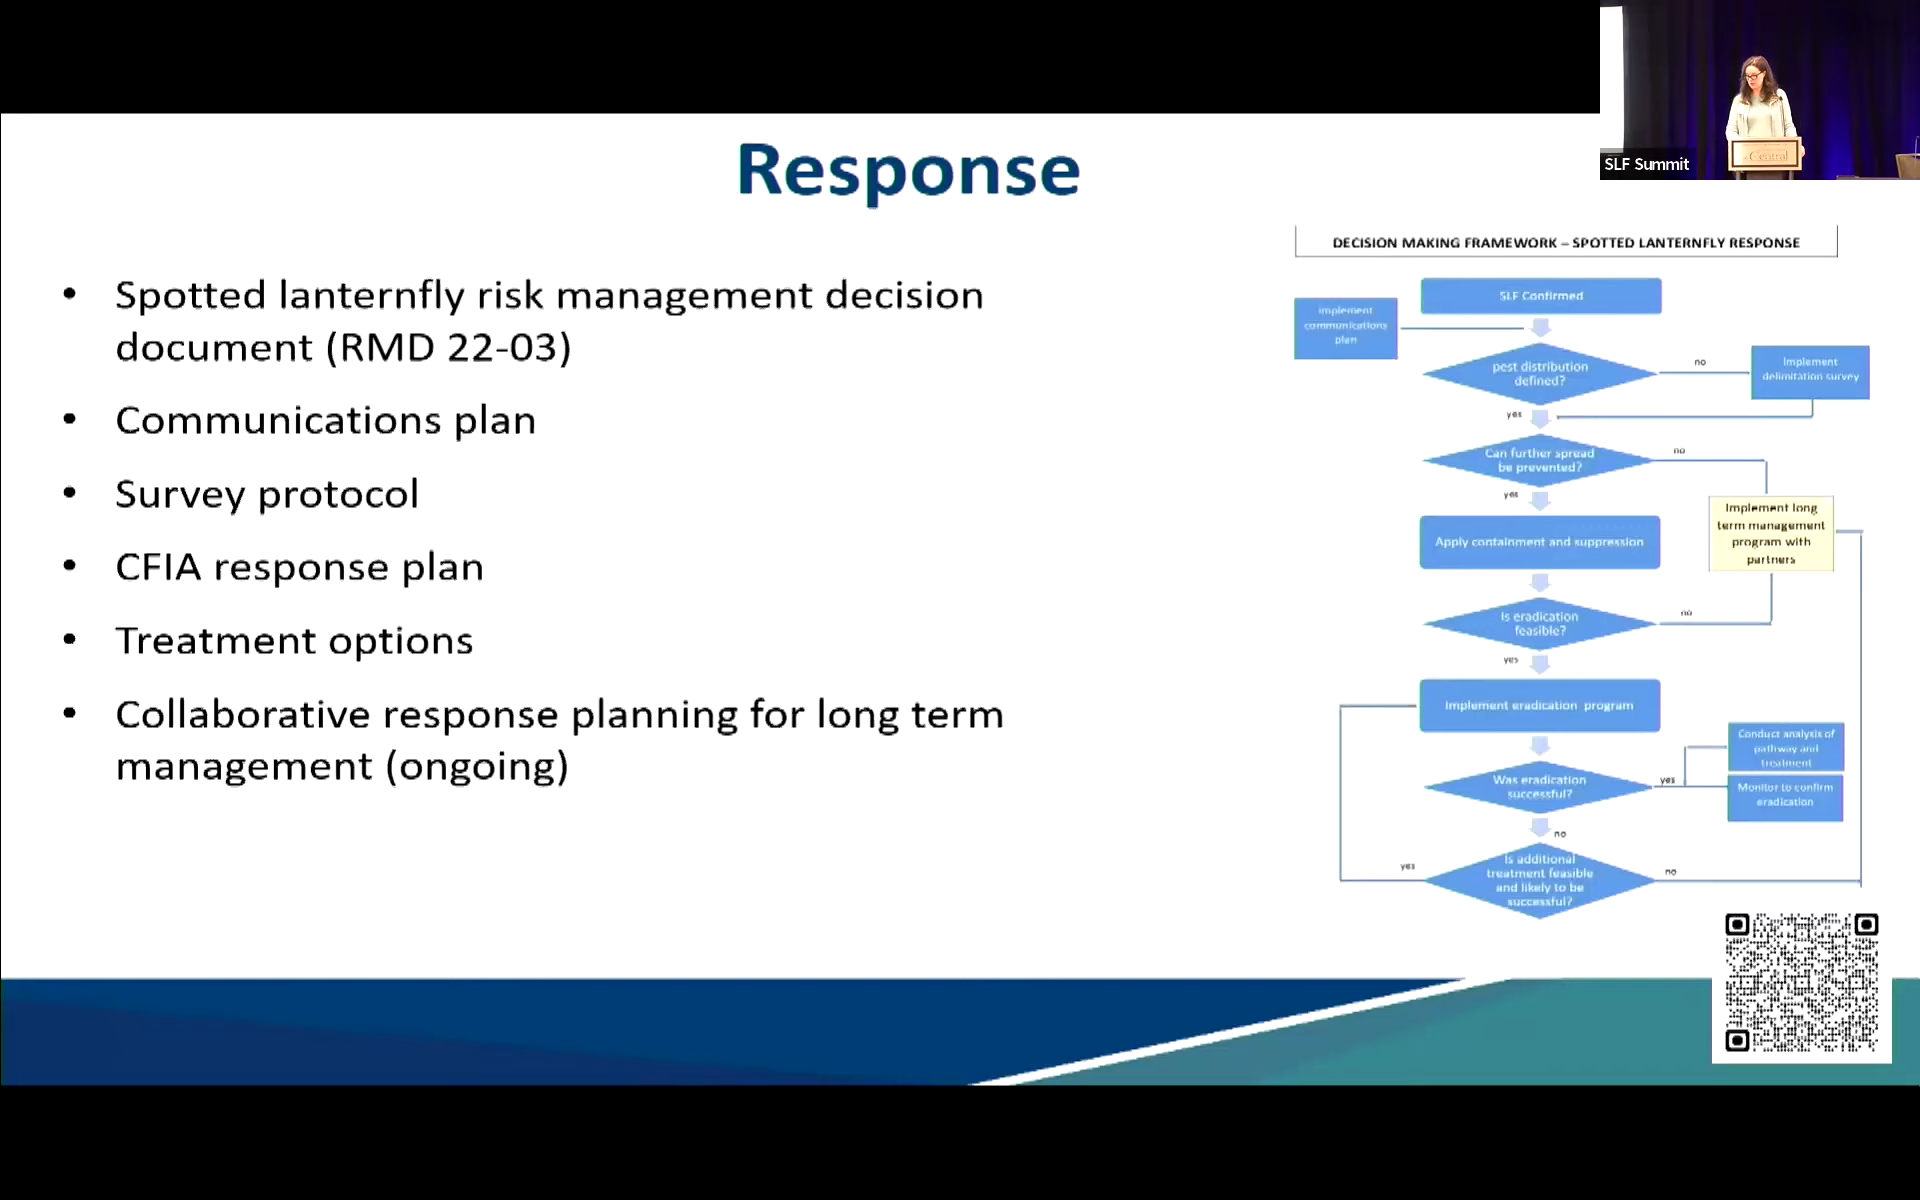 SLF Summit
Central
Response
• Spotted lanternfly risk management decision
document (RMD 22-03)
• Communications plan
• Survey protocol
• CFIA response plan
• Treatment options
• Collaborative response planning for long term
management (ongoing)
DECISION MAKING FRAMEWORK – SPOTTED LANTERNFLY RESPONSE
SLF Confirmed
implement
communications
plan
pest distribution
defined?
no
Implement
delimitation survey
yes
Can further spread
be prevented?
no
yes
Implement long
term management
program with
partners
Apply containment and suppression
Is eradication
feasible?
no
yes
Implement eradication program
Conduct analysis of
pathway and
treatment
Was eradication
successful?
yes
Monitor to confirm
eradication
no
Is additional
treatment feasible
and likely to be
successful?
yes
no